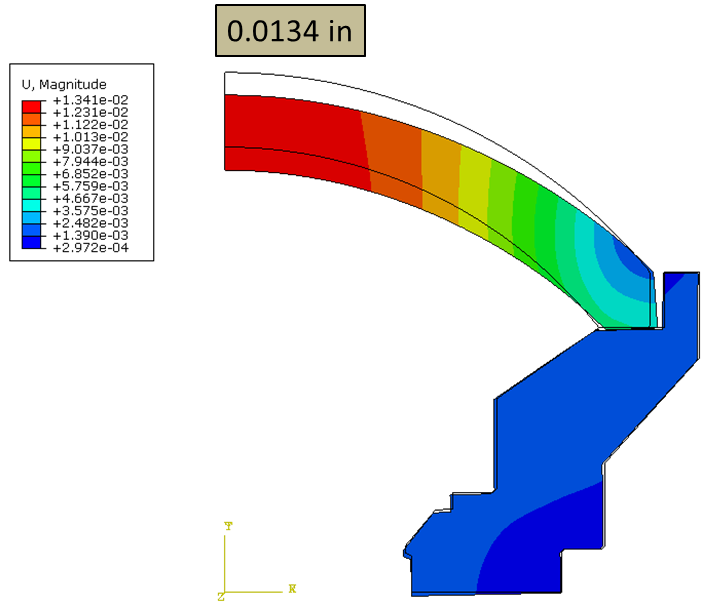 0.0134 in
U, Magnitude
+1.341e-02
+1.231e-02
+1.122e-02
+1.013e-02
+9.037e-03
+7.944e-03
+6.852e-03
+5.759e-03
+4.667e-03
+3.575e-03
+2.482e-03
+1.390e-03
+2.972e-04
Z
R